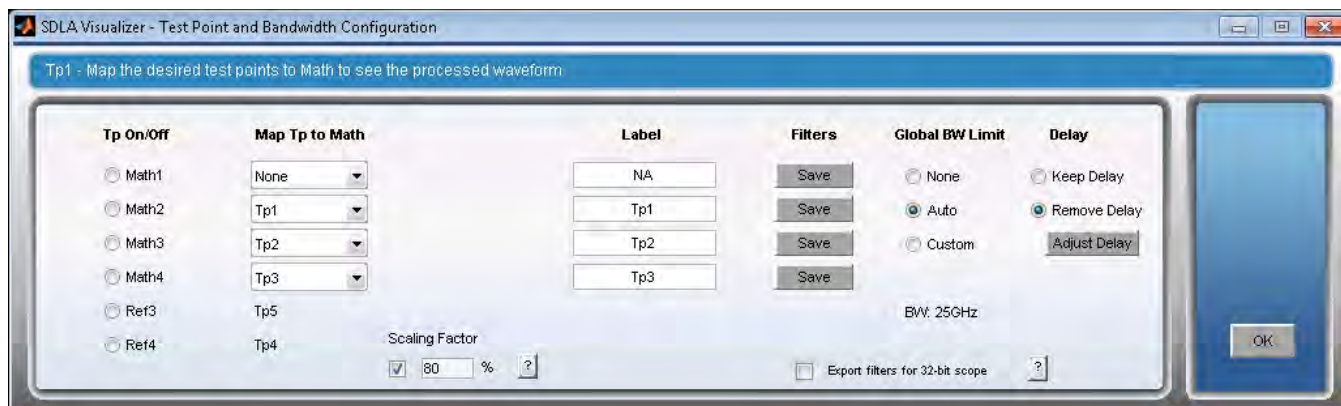 SDLA Visualizer - Test Point and Bandwidth Configuration
Tp1 - Map the desired test points to Math to see the processed waveform
Tp On/Off Map Tp to Math Label Filters Global BW Limit Delay
Math1 None NA Save None Keep Delay
Math2 Tp1 Tp1 Save Auto Remove Delay
Math3 Tp2 Tp2 Save Custom Adjust Delay
Math4 Tp3 Tp3 Save
Ref3 Tp5 BW: 25GHz
Ref4 Tp4 Scaling Factor OK
80 % ? Export filters for 32-bit scope ?